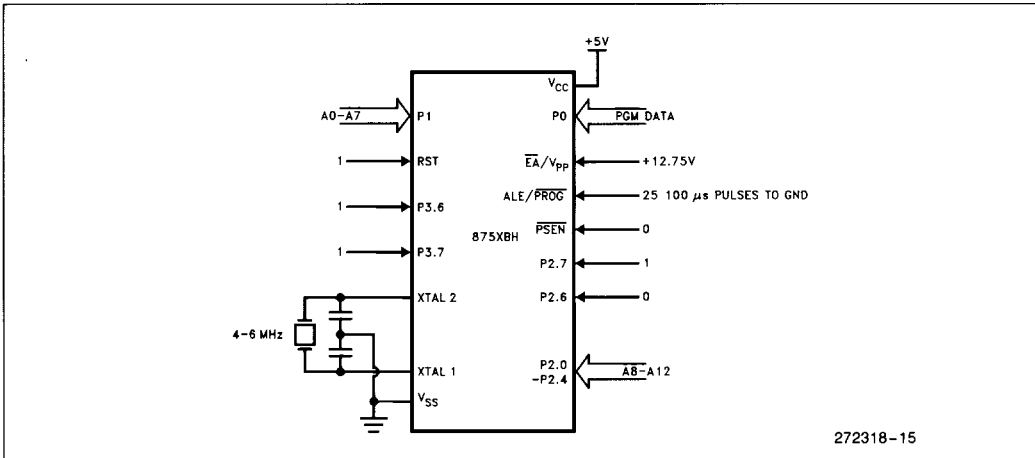 +5V
VCC
A0-A7
P1
P0
PGM DATA
1
RST
EA/VPP
+12.75V
ALE/PROG
25 100 μs PULSES TO GND
1
P3.6
PSEN
0
875XBH
1
P3.7
P2.7
1
XTAL 2
P2.6
0
4-6 MHz
XTAL 1
P2.0
-P2.4
A8-A12
VSS
272318-15